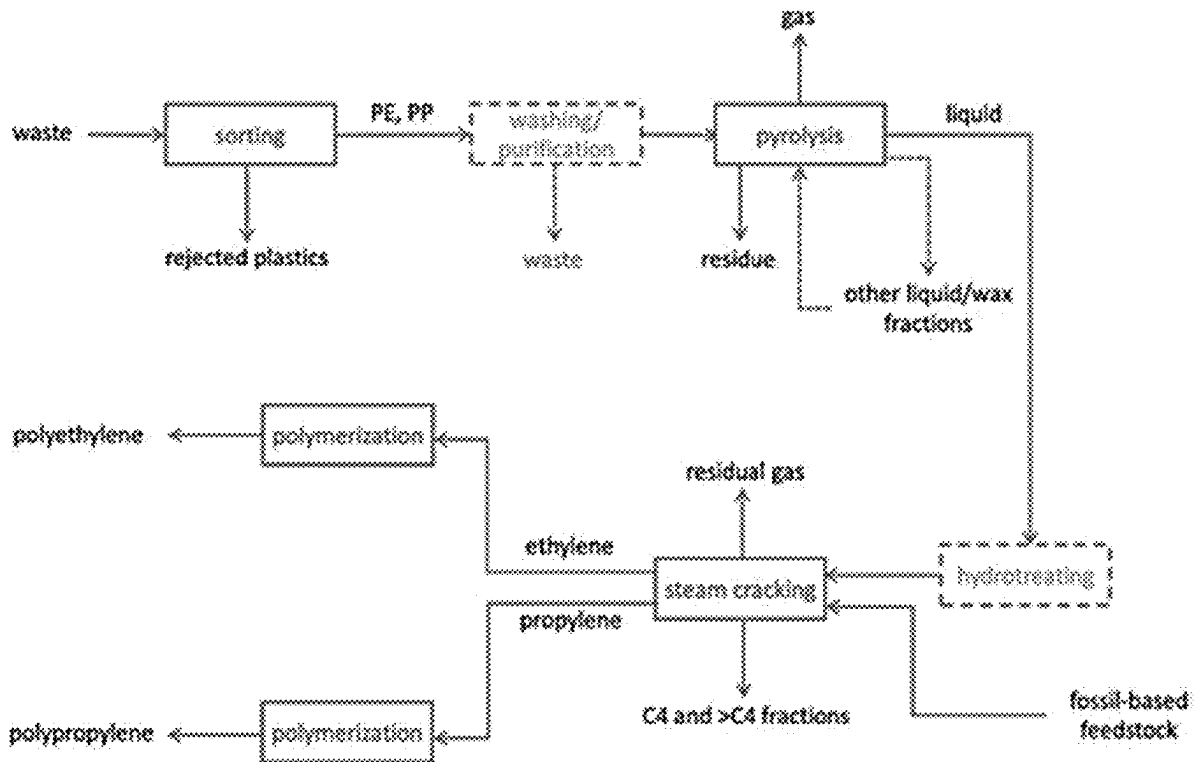 gas
waste
sorting
PE, PP
washing/
purification
pyrolysis
liquid
rejected plastics
waste
residue
other liquid/wax
fractions
polyethylene
polymerization
residual gas
ethylene
steam cracking
hydrotreating
propylene
polypropylene
polymerization
C4 and >C4 fractions
fossil-based
feedstock